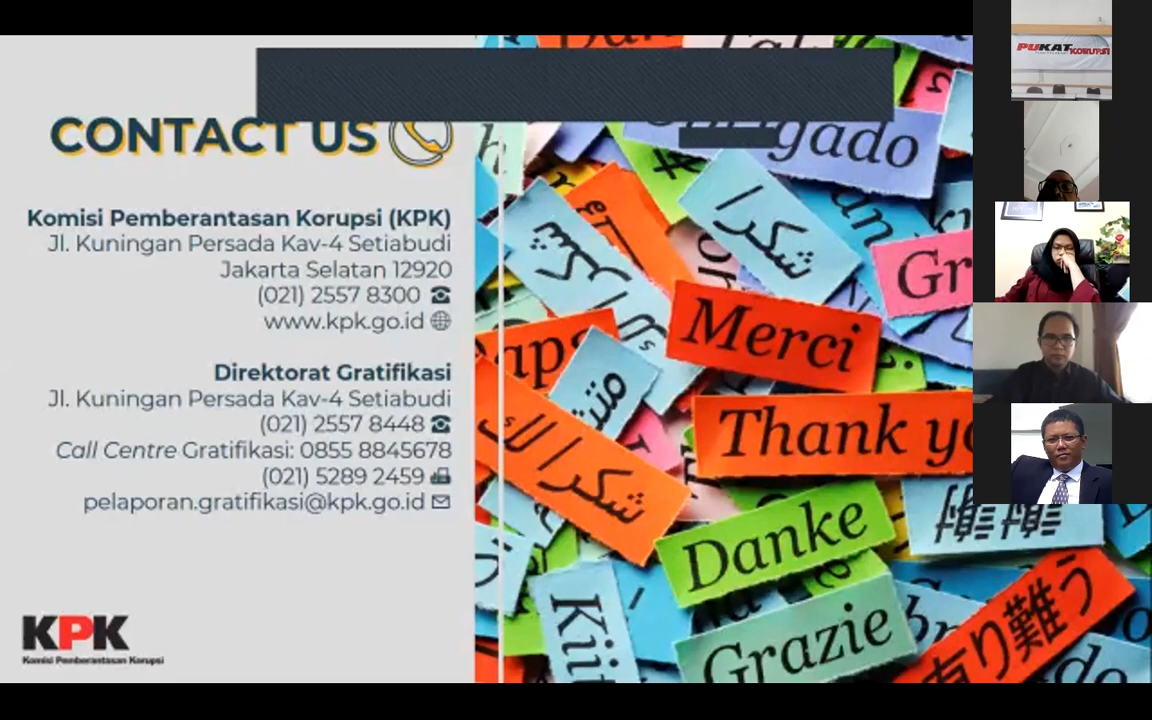 CONTACT US
Komisi Pemberantasan Korupsi (KPK)
Jl. Kuningan Persada Kav-4 Setiabudi
Jakarta Selatan 12920
(021) 2557 8300
www.kpk.go.id
Direktorat Gratifikasi
Jl. Kuningan Persada Kav-4 Setiabudi
(021) 2557 8448
Call Centre Gratifikasi: 0855 8845678
(021) 5289 2459
pelaporan.gratifikasi@kpk.go.id
KPK
Komisi Pemberantasan Korupsi
gado
شكرا
Gr
Merci
Thank yo
شكرا لك
Danke
Grazie
Kiit
有り難う
PUKAT
KORUPSI